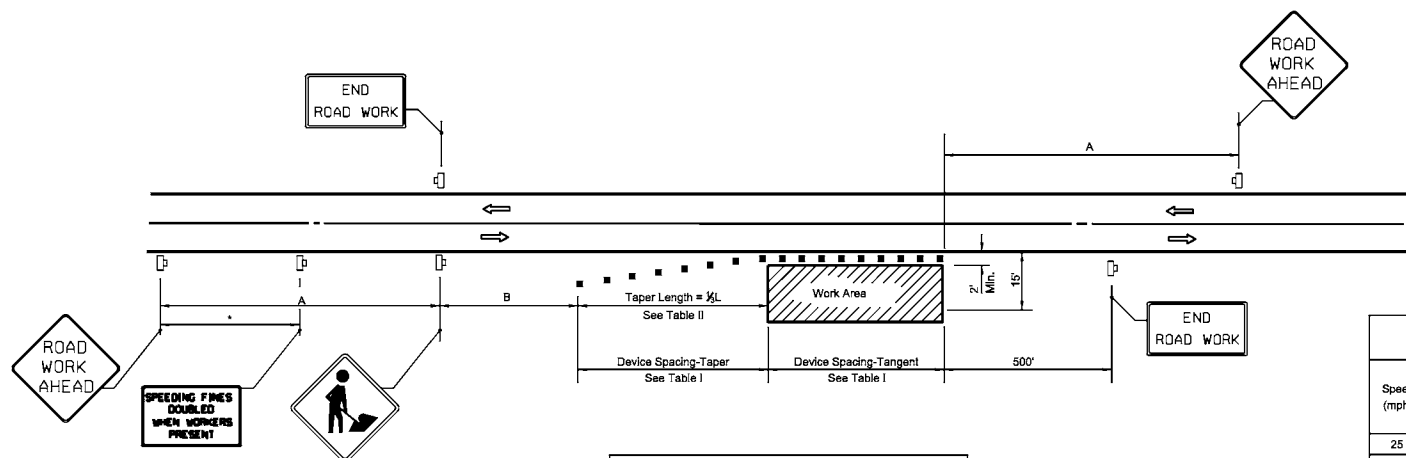 ROAD
WORK
AHEAD
END
ROAD WORK
A
A
B
Taper Length = ⅓L
See Table II
Work Area
2'
Min.
15'
*
ROAD
WORK
AHEAD
SPEEDING FINES
DOUBLED
WHEN WORKERS
PRESENT
Device Spacing-Taper
See Table I
Device Spacing-Tangent
See Table I
500'
END
ROAD WORK
Spee
(mph
25